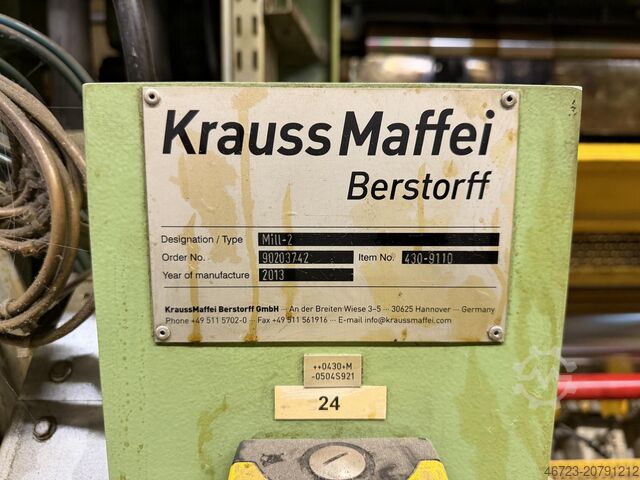 Krauss Maffei
Berstorff
Designation / Type Mill-2
Order No. 90203742 Item No. 430-9110
Year of manufacture 2013
KraussMaffei Berstorff GmbH ··· An der Breiten Wiese 3–5 ··· 30625 Hannover ··· Germany
Phone +49 511 5702-0 ··· Fax +49 511 561916 ··· E-mail info@kraussmaffei.com
++0430+M
-0504S921
24
46723-20791212